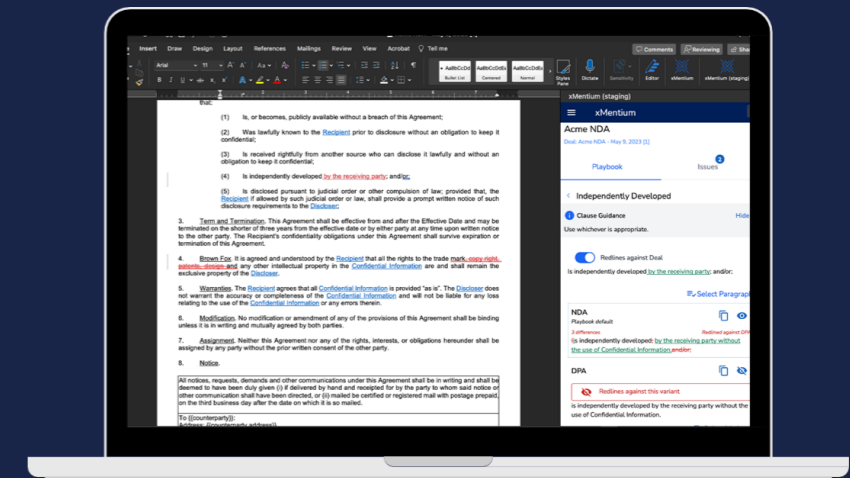 Insert Draw Design Layout References Mailings Review View Acrobat Tell me
Comments Reviewing Sha
Arial 11
B I U
AaBbCcDd AaBbCcDd AaBbCcDd
Bullet List Centered Normal
Styles Pane Dictate Sensitivity Editor xMentium xMentium (staging)
that:
(1) Is, or becomes, publicly available without a breach of this Agreement;
(2) Was lawfully known to the Recipient prior to disclosure without an obligation to keep it
confidential;
(3) Is received rightfully from another source who can disclose it lawfully and without an
obligation to keep it confidential;
(4) Is independently developed by the receiving party; and/or;
(5) Is disclosed pursuant to judicial order or other compulsion of law; provided that, the
Recipient if allowed by such judicial order or law, shall provide a prompt written notice of such
disclosure requirements to the Discloser;
3. Term and Termination. This Agreement shall be effective from and after the Effective Date and may be
terminated on the shorter of three years from the effective date or by either party at any time upon written notice
to the other party. The Recipient's confidentiality obligations under this Agreement shall survive expiration or
termination of this Agreement.
4. Brown Fox. It is agreed and understood by the Recipient that all the rights to the trade mark, copy right,
patents, design and any other intellectual property in the Confidential Information are and shall remain the
exclusive property of the Discloser.
5. Warranties. The Recipient agrees that all Confidential Information is provided "as is". The Discloser does
not warrant the accuracy or completeness of the Confidential Information and will not be liable for any loss
relating to the use of Confidential Information or any errors therein.
6. Modification. No modification or amendment of any of the provisions of this Agreement shall be binding
unless it is in writing and mutually agreed by both parties.
7. Assignment. Neither this Agreement nor any of the rights, interests, or obligations hereunder shall be
assigned by any party without the prior written consent of the other party.
8. Notice.
All notices, requests, demands and other communications under this Agreement shall be in writing and shall be
deemed to have been duly given (i) if delivered by hand and receipted for by the party to whom said notice or
other communication shall have been directed, or (ii) mailed be certified or registered mail with postage prepaid,
on the third business day after the date on which it is so mailed.
To {{counterparty}}:
Address: {{counterparty address}}
xMentium (staging)
xMentium
Acme NDA
Deal: Acme NDA - May 9, 2023 [1]
Playbook Issues 2
Independently Developed
Clause Guidance Hide
Use whichever is appropriate.
Redlines against Deal
Is independently developed by the receiving party; and/or:
Select Paragrap
NDA
Playbook default
3 differences Redlined against DPA
Is independently developed; by the receiving party without
the use of Confidential Information.and/or:
DPA
Redlines against this variant
is independently developed by the receiving party without the
use of Confidential Information.